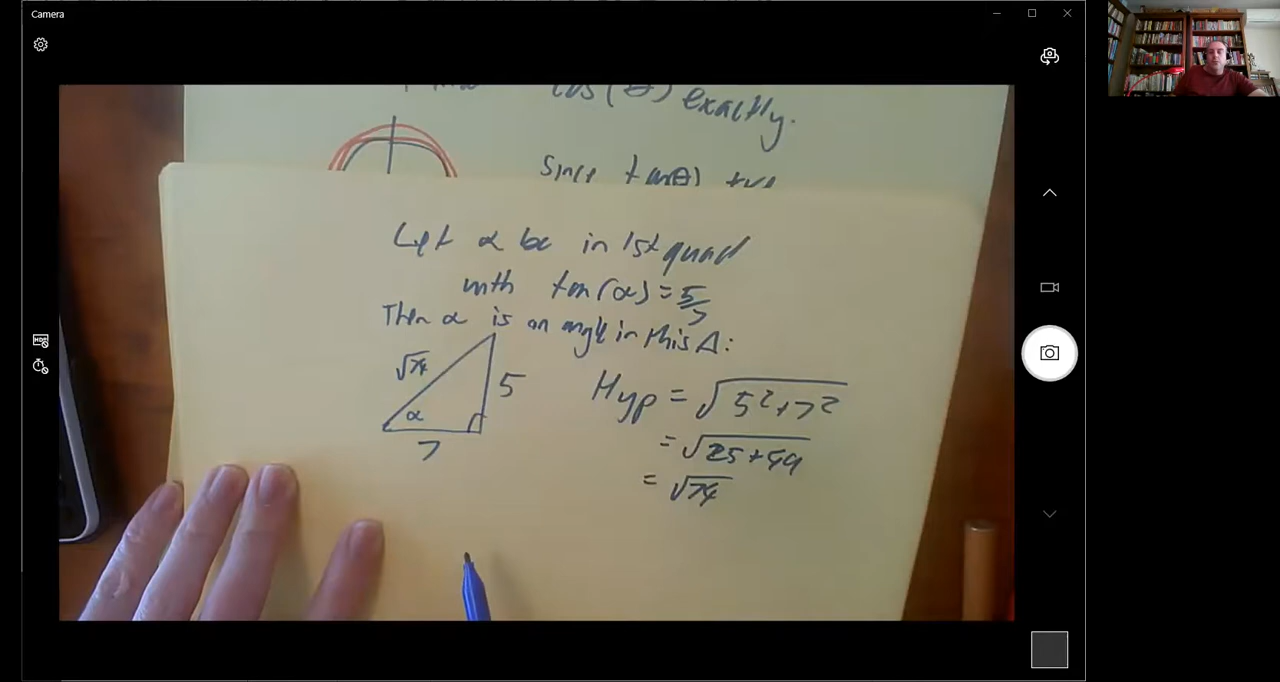 Camera
cos(θ) exactly.
Since tan(θ) +ve
Let α be in 1st quad
with tan(α) = 5/7
Then α is an angle in this Δ:
√74
5
α
7
Hyp = √5²+7²
= √25+49
= √74